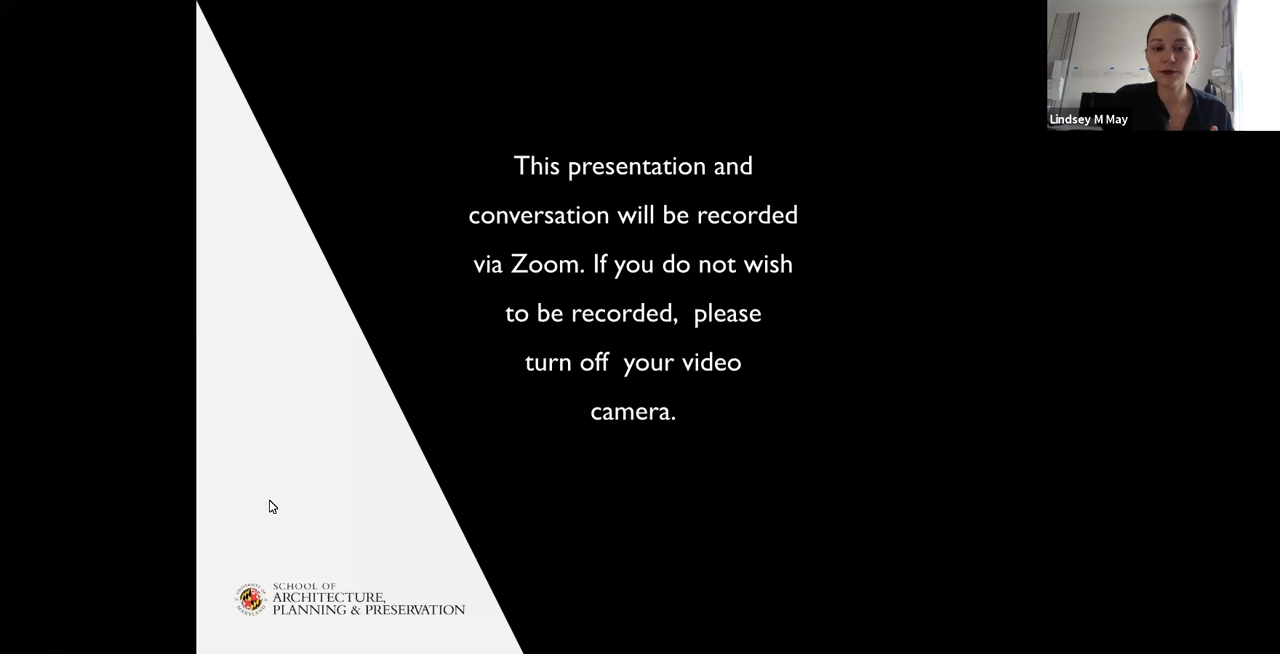 Lindsey M May
This presentation and
conversation will be recorded
via Zoom. If you do not wish
to be recorded, please
turn off your video
camera.
SCHOOL OF
ARCHITECTURE,
PLANNING & PRESERVATION